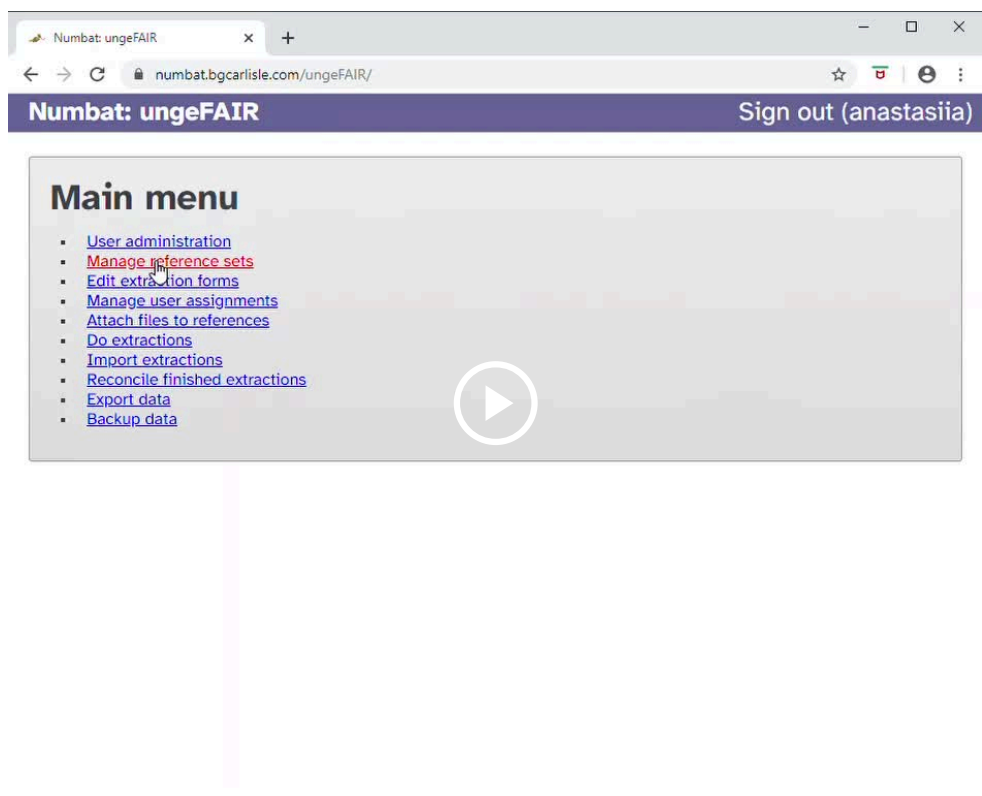 Numbat: ungeFAIR
numbat.bgcarlisle.com/ungeFAIR/
Numbat: ungeFAIR Sign out (anastasiia)
Main menu
User administration
Manage reference sets
Edit extraction forms
Manage user assignments
Attach files to references
Do extractions
Import extractions
Reconcile finished extractions
Export data
Backup data